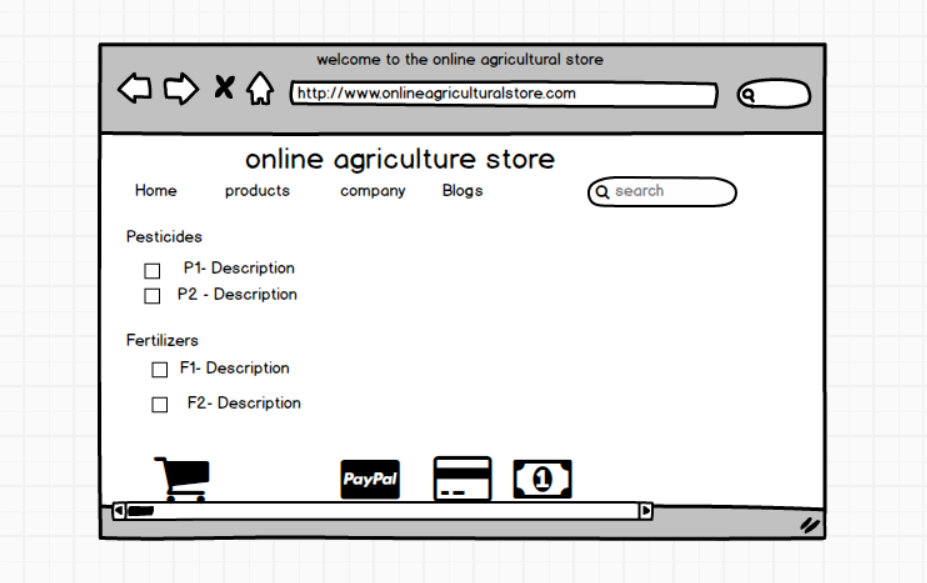 welcome to the online agricultural store
http://www.onlineagriculturalstore.com
online agriculture store
Home products company Blogs search
Pesticides
P1- Description
P2 - Description
Fertilizers
F1- Description
F2- Description
PayPal 1